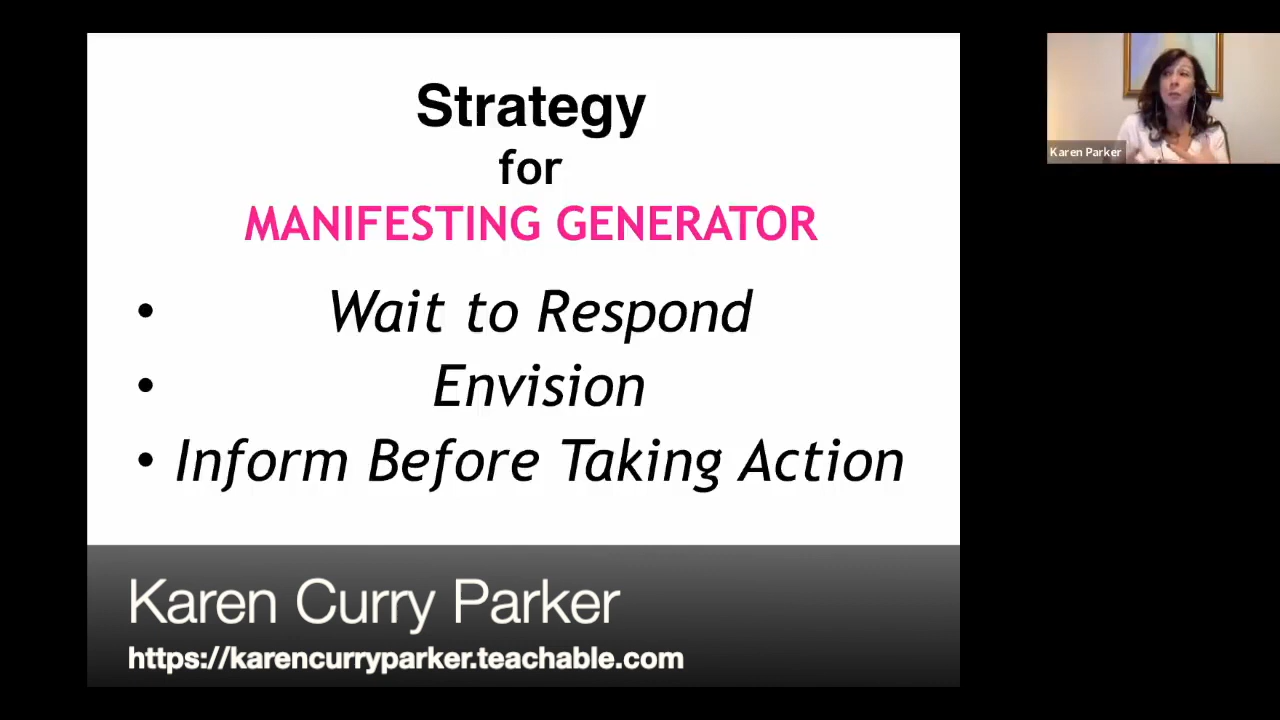 Strategy
for
MANIFESTING GENERATOR
• Wait to Respond
• Envision
• Inform Before Taking Action
Karen Curry Parker
https://karencurryparker.teachable.com
Karen Parker